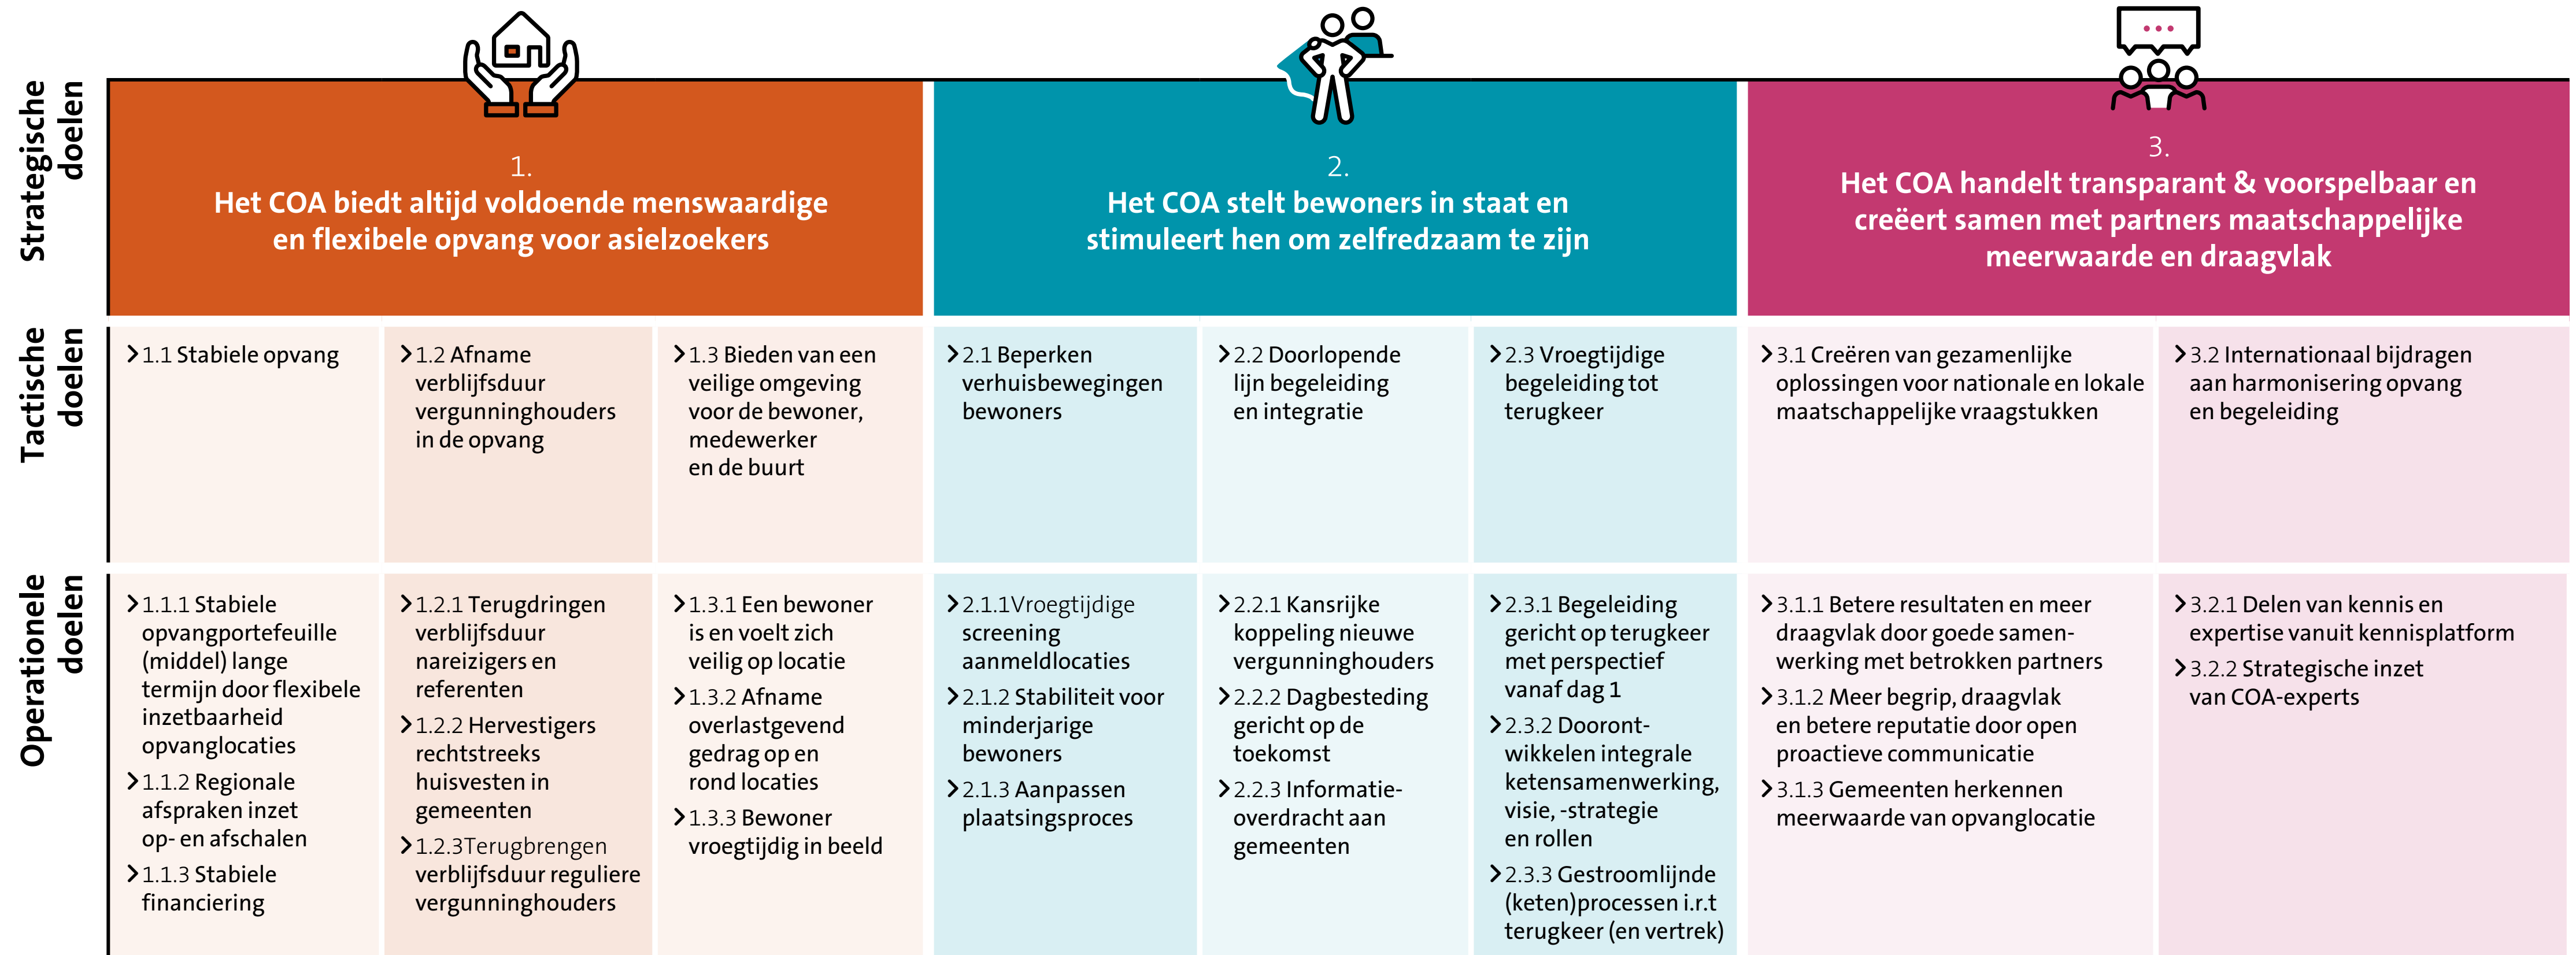 Strategische
doelen
1.
Het COA biedt altijd voldoende menswaardige
en flexibele opvang voor asielzoekers
2.
Het COA stelt bewoners in staat en
stimuleert hen om zelfredzaam te zijn
3.
Het COA handelt transparant & voorspelbaar en
creëert samen met partners maatschappelijke
meerwaarde en draagvlak
Tactische
doelen
1.1 Stabiele opvang
1.2 Afname
verblijfsduur
vergunninghouders
in de opvang
1.3 Bieden van een
veilige omgeving
voor de bewoner,
medewerker
en de buurt
2.1 Beperken
verhuisbewegingen
bewoners
2.2 Doorlopende
lijn begeleiding
en integratie
2.3 Vroegtijdige
begeleiding tot
terugkeer
3.1 Creëren van gezamenlijke
oplossingen voor nationale en lokale
maatschappelijke vraagstukken
3.2 Internationaal bijdragen
aan harmonisering opvang
en begeleiding
Operationele
doelen
1.1.1 Stabiele
opvangportefeuille
(middel) lange
termijn door flexibele
inzetbaarheid
opvanglocaties
1.1.2 Regionale
afspraken inzet
op- en afschalen
1.1.3 Stabiele
financiering
1.2.1 Terugdringen
verblijfsduur
nareizigers en
referenten
1.2.2 Hervestigers
rechtstreeks
huisvesten in
gemeenten
1.2.3Terugbrengen
verblijfsduur reguliere
vergunninghouders
1.3.1 Een bewoner
is en voelt zich
veilig op locatie
1.3.2 Afname
overlastgevend
gedrag op en
rond locaties
1.3.3 Bewoner
vroegtijdig in beeld
2.1.1Vroegtijdige
screening
aanmeldlocaties
2.1.2 Stabiliteit voor
minderjarige
bewoners
2.1.3 Aanpassen
plaatsingsproces
2.2.1 Kansrijke
koppeling nieuwe
vergunninghouders
2.2.2 Dagbesteding
gericht op de
toekomst
2.2.3 Informatie-
overdracht aan
gemeenten
2.3.1 Begeleiding
gericht op terugkeer
met perspectief
vanaf dag 1
2.3.2 Dooront-
wikkelen integrale
ketensamenwerking,
visie, -strategie
en rollen
2.3.3 Gestroomlijnde
(keten)processen i.r.t
terugkeer (en vertrek)
3.1.1 Betere resultaten en meer
draagvlak door goede samen-
werking met betrokken partners
3.1.2 Meer begrip, draagvlak
en betere reputatie door open
proactieve communicatie
3.1.3 Gemeenten herkennen
meerwaarde van opvanglocatie
3.2.1 Delen van kennis en
expertise vanuit kennisplatform
3.2.2 Strategische inzet
van COA-experts